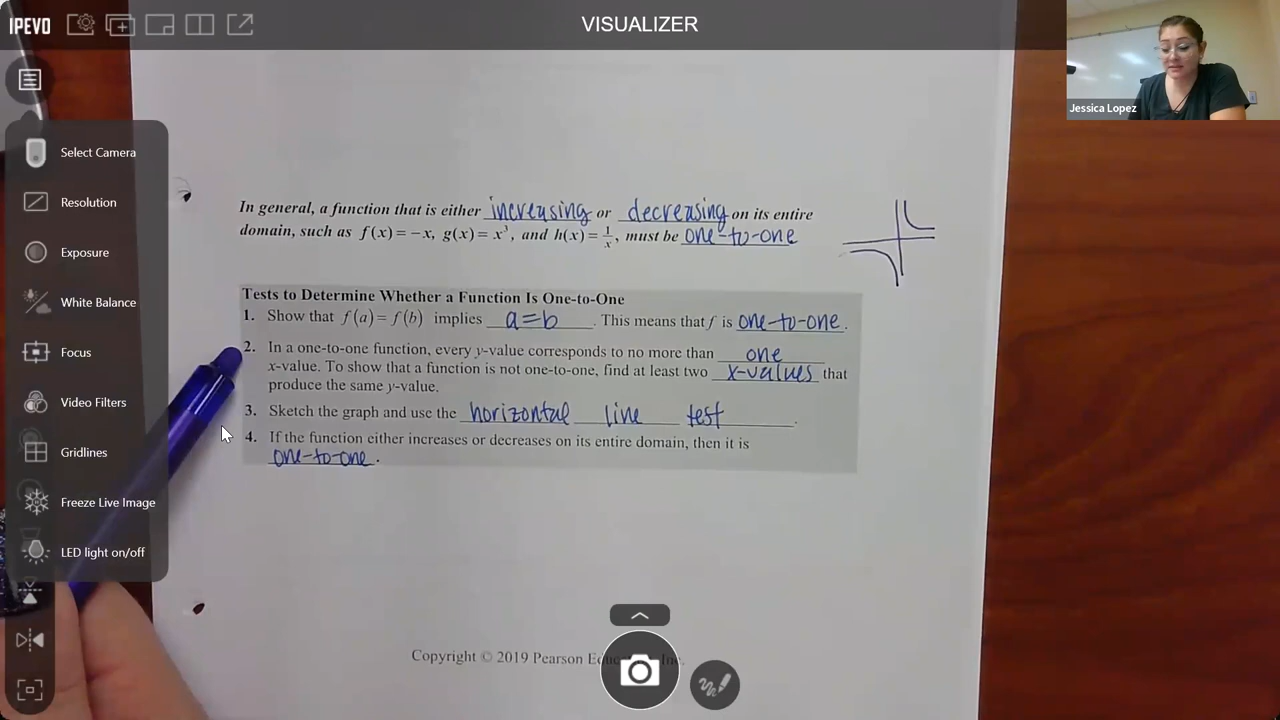 IPEVO
VISUALIZER
Jessica Lopez
Select Camera
Resolution
Exposure
White Balance
Focus
Video Filters
Gridlines
Freeze Live Image
LED light on/off
In general, a function that is either increasing or decreasing on its entire
domain, such as f(x) = −x, g(x) = x³, and h(x) = 1/x, must be one-to-one
Tests to Determine Whether a Function Is One-to-One
1. Show that f(a) = f(b) implies a=b. This means that f is one-to-one.
2. In a one-to-one function, every y-value corresponds to no more than one
x-value. To show that a function is not one-to-one, find at least two x-values that
produce the same y-value.
3. Sketch the graph and use the horizontal line test.
4. If the function either increases or decreases on its entire domain, then it is
one-to-one.
Copyright © 2019 Pearson Inc.